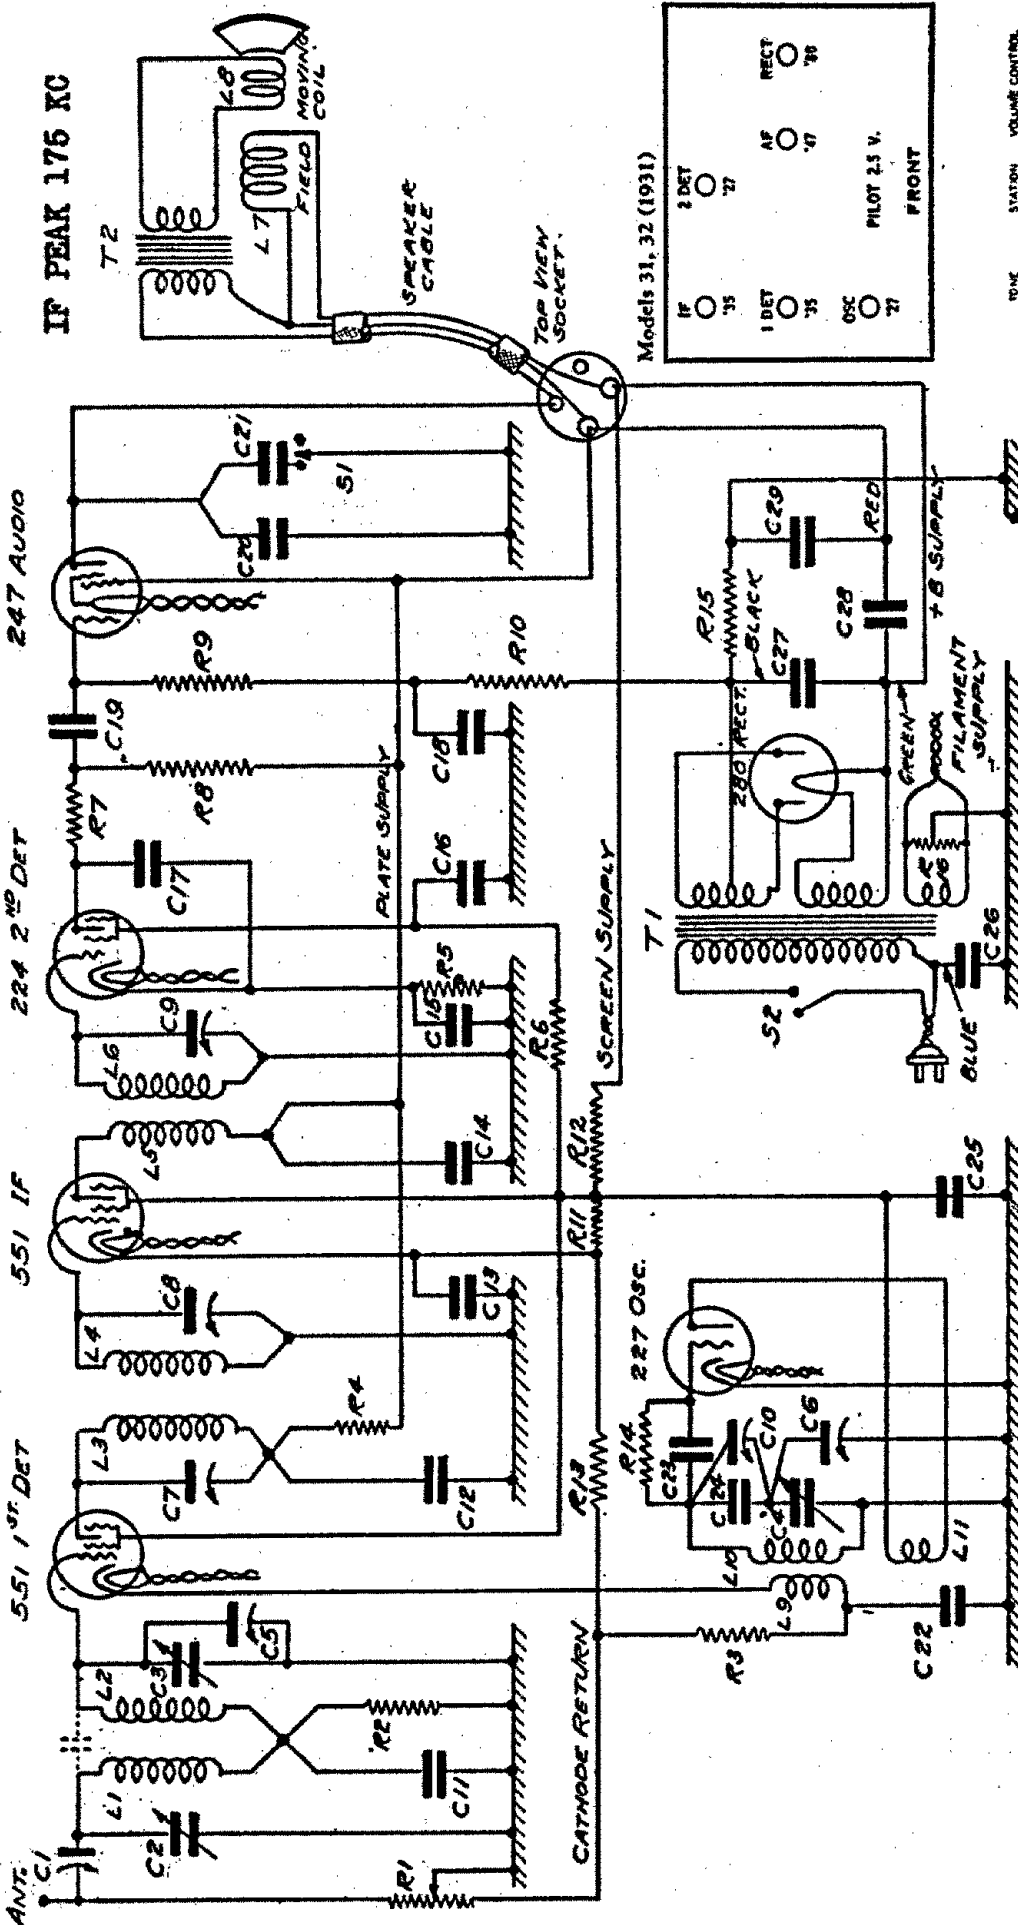 IF PEAK 175 KC
ANT.
C1
551 1ST. DET
551 IF
224 2ND DET
247 AUDIO
T2
L8
MOVING
COIL
L7
FIELD
SPEAKER
CABLE
TOP VIEW
SOCKET.
L1
L2
C2
C3
C5
R1
C11
R2
L3
C7
C12
R4
L4
C8
C13
L5
C14
L6
C9
C15
R5
C17
R7
R8
C19
R9
PLATE SUPPLY
C16
C18
R10
C20
C21
S1
CATHODE RETURN
R13
R11
R12
R6
SCREEN SUPPLY
R3
L9
L10
L11
C22
R14
C23
C24
C4
C10
C6
227 OSC.
C25
S2
BLUE
C26
T1
R
16
280 RECT.
GREEN
FILAMENT
SUPPLY
R15
BLACK
C27
C28
C29
RED
+ B SUPPLY
Models 31, 32 (1931)
IF
'35
2 DET
'27
1 DET
'35
AF
'47
RECT
'80
OSC
'27
PILOT 2.5 V.
FRONT
TONE
STATION
VOLUME CONTROL